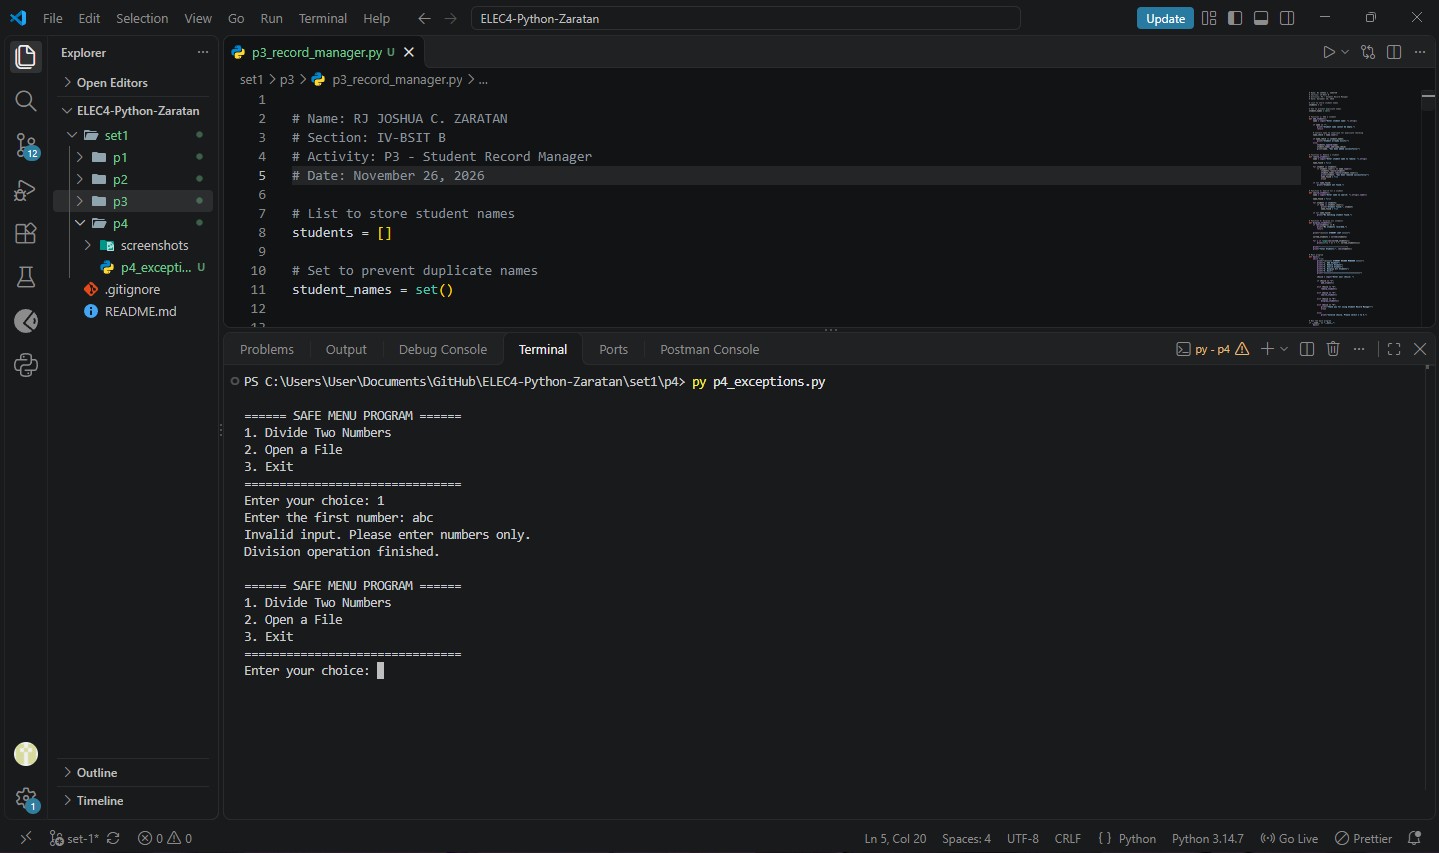 File Edit Selection View Go Run Terminal Help
ELEC4-Python-Zaratan
Update
Explorer
Open Editors
ELEC4-Python-Zaratan
set1
p1
p2
p3
p4
screenshots
p4_excepti... U
.gitignore
README.md
Outline
Timeline
12
1
p3_record_manager.py U
set1 > p3 > p3_record_manager.py > ...
1
2 # Name: RJ JOSHUA C. ZARATAN
3 # Section: IV-BSIT B
4 # Activity: P3 - Student Record Manager
5 # Date: November 26, 2026
6
7 # List to store student names
8 students = []
9
10 # Set to prevent duplicate names
11 student_names = set()
12
Problems Output Debug Console Terminal Ports Postman Console
py - p4
PS C:\Users\User\Documents\GitHub\ELEC4-Python-Zaratan\set1\p4> py p4_exceptions.py
====== SAFE MENU PROGRAM ======
1. Divide Two Numbers
2. Open a File
3. Exit
===============================
Enter your choice: 1
Enter the first number: abc
Invalid input. Please enter numbers only.
Division operation finished.
====== SAFE MENU PROGRAM ======
1. Divide Two Numbers
2. Open a File
3. Exit
===============================
Enter your choice:
set-1* 0 0 Ln 5, Col 20 Spaces: 4 UTF-8 CRLF { } Python Python 3.14.7 Go Live Prettier